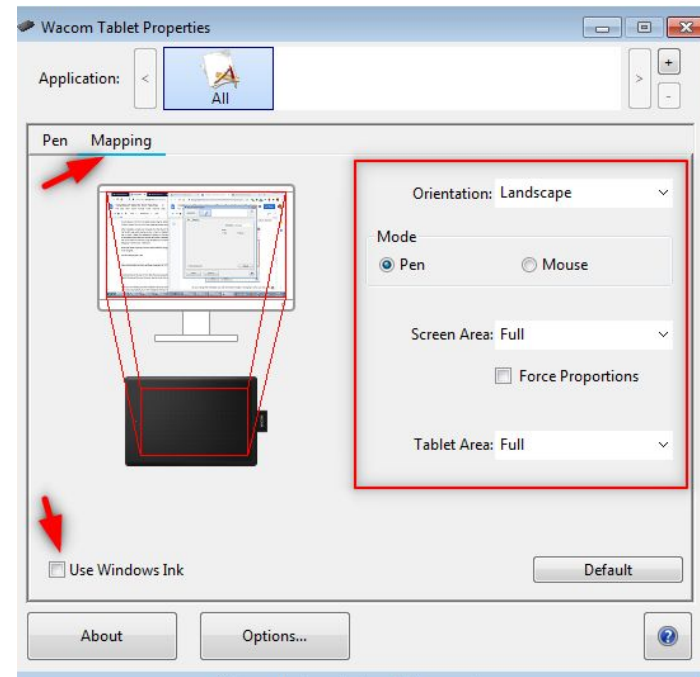 Wacom Tablet Properties
Application:
<
All
>
+
-
Pen Mapping
Orientation: Landscape
Mode
Pen Mouse
Screen Area: Full
Force Proportions
Tablet Area: Full
Use Windows Ink
Default
About Options... ?